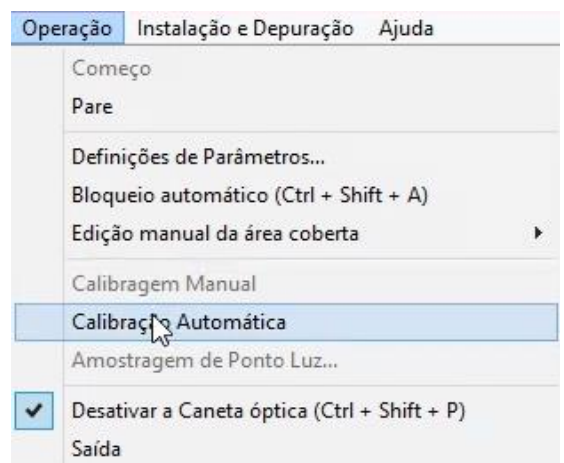 Operação Instalação e Depuração Ajuda
Começo
Pare
Definições de Parâmetros...
Bloqueio automático (Ctrl + Shift + A)
Edição manual da área coberta
Calibragem Manual
Calibração Automática
Amostragem de Ponto Luz...
Desativar a Caneta óptica (Ctrl + Shift + P)
Saída